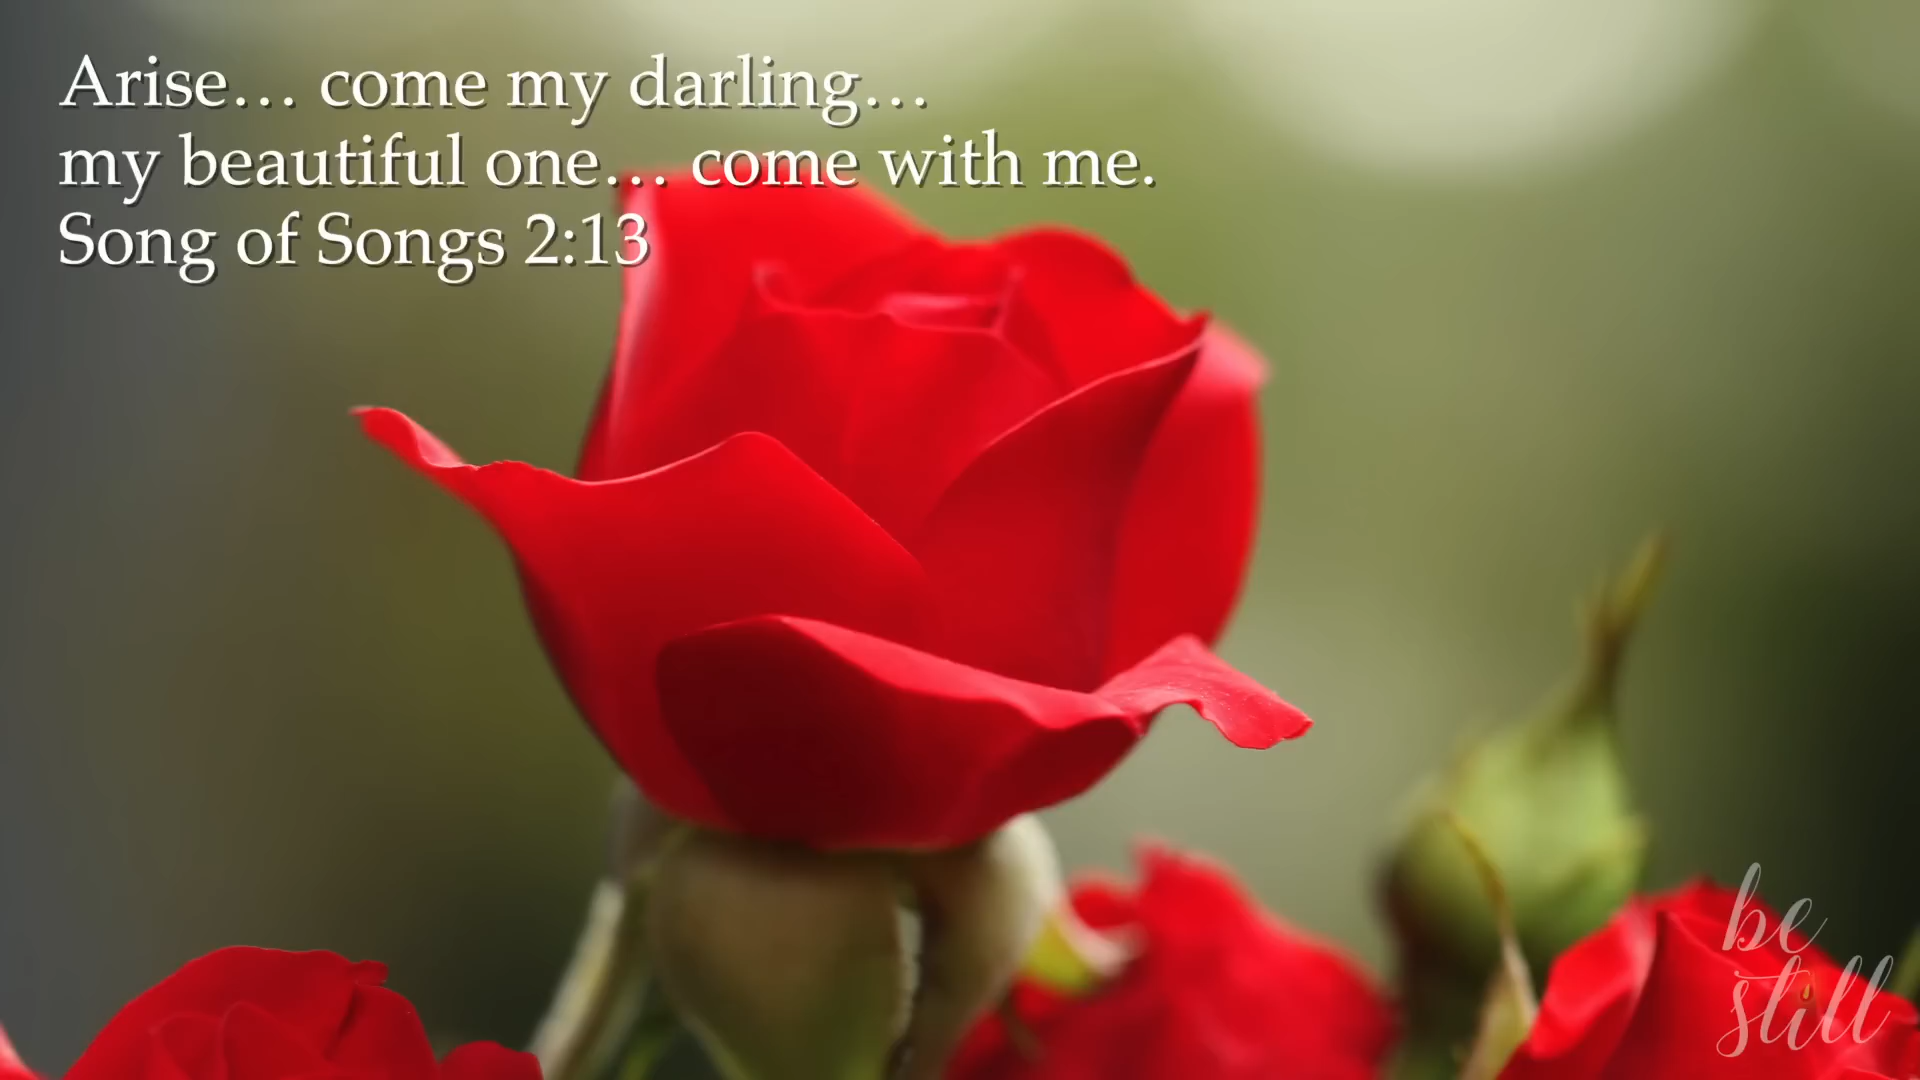 Arise… come my darling…
my beautiful one… come with me.
Song of Songs 2:13
be
still